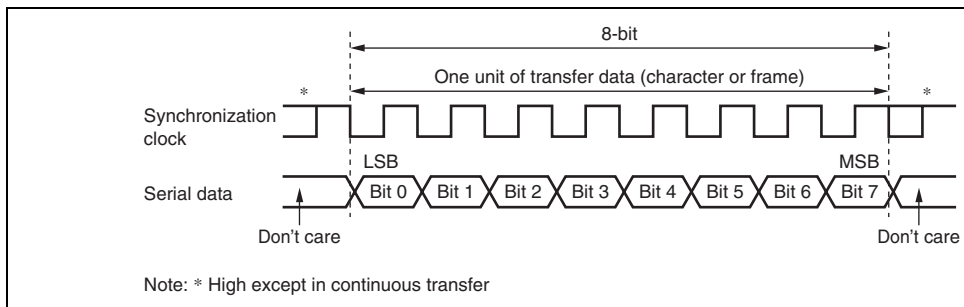 8-bit
One unit of transfer data (character or frame)
* *
Synchronization
clock
LSB MSB
Serial data Bit 0 Bit 1 Bit 2 Bit 3 Bit 4 Bit 5 Bit 6 Bit 7
Don't care Don't care
Note: * High except in continuous transfer